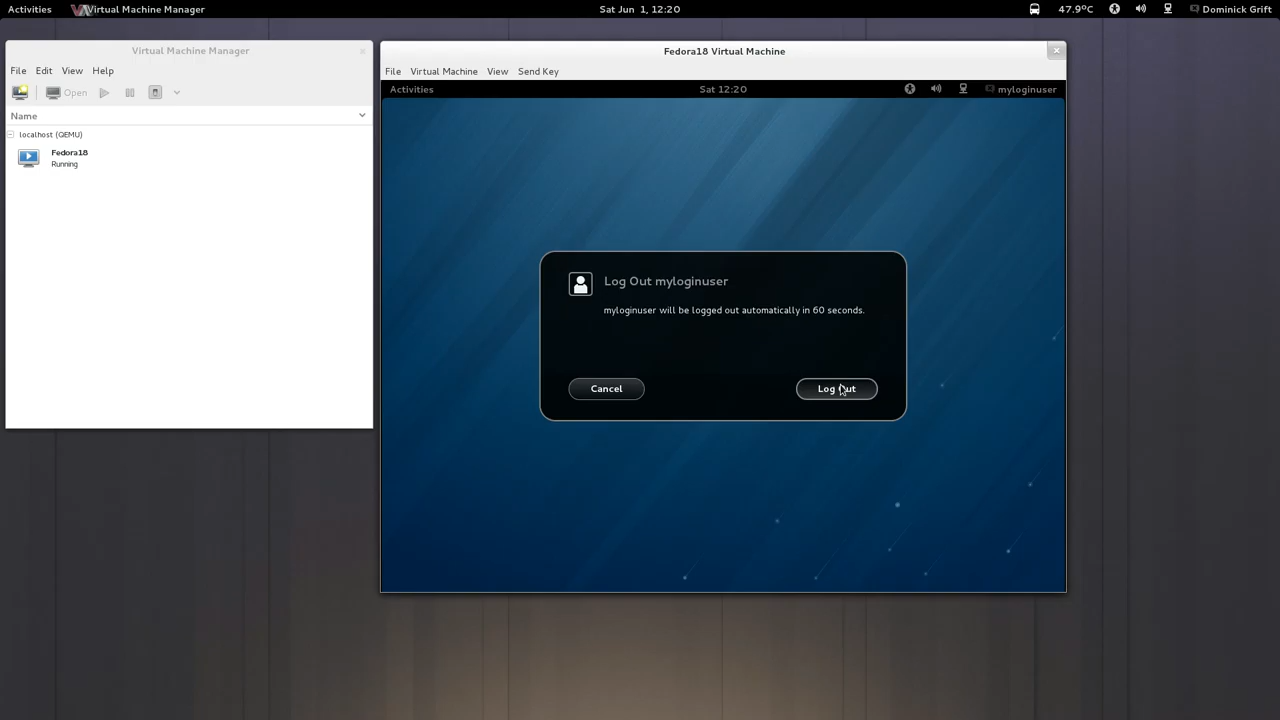 Activities Virtual Machine Manager Sat Jun 1, 12:20 47.9°C Dominick Grift
Virtual Machine Manager
File Edit View Help
Open
Name
localhost (QEMU)
Fedora18
Running
Fedora18 Virtual Machine
File Virtual Machine View Send Key
Activities Sat 12:20 myloginuser
Log Out myloginuser
myloginuser will be logged out automatically in 60 seconds.
Cancel Log Out